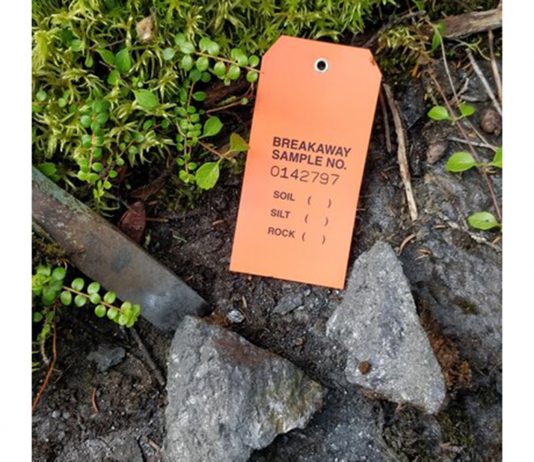 BREAKAWAY
SAMPLE NO.
0142797
SOIL ( )
SILT ( )
ROCK ( )